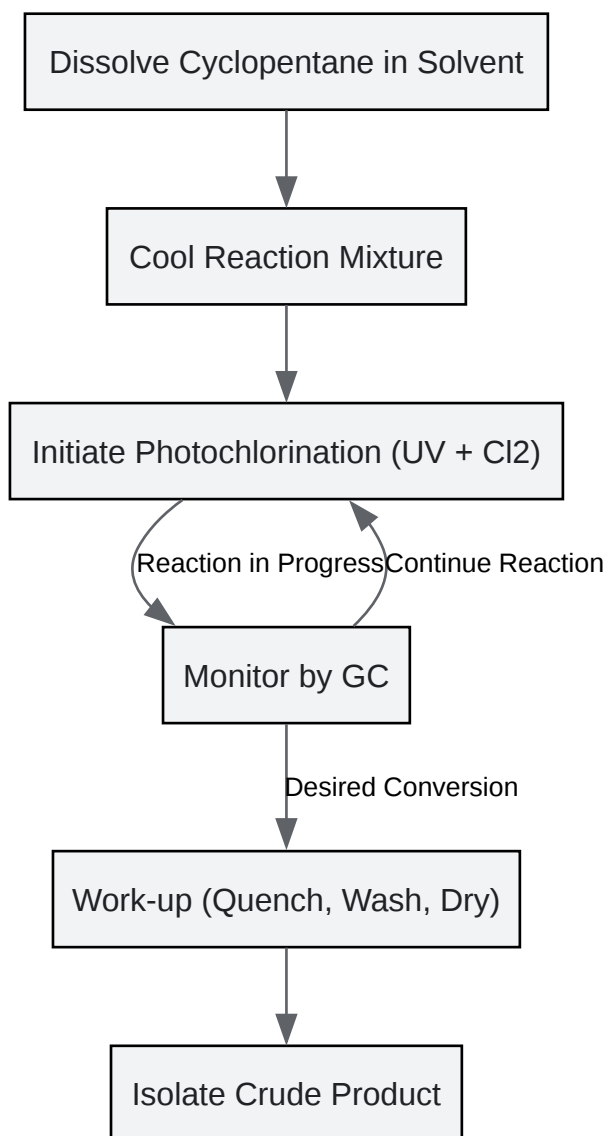 Dissolve Cyclopentane in Solvent
Cool Reaction Mixture
Initiate Photochlorination (UV + Cl2)
Reaction in Progress
Continue Reaction
Monitor by GC
Desired Conversion
Work-up (Quench, Wash, Dry)
Isolate Crude Product